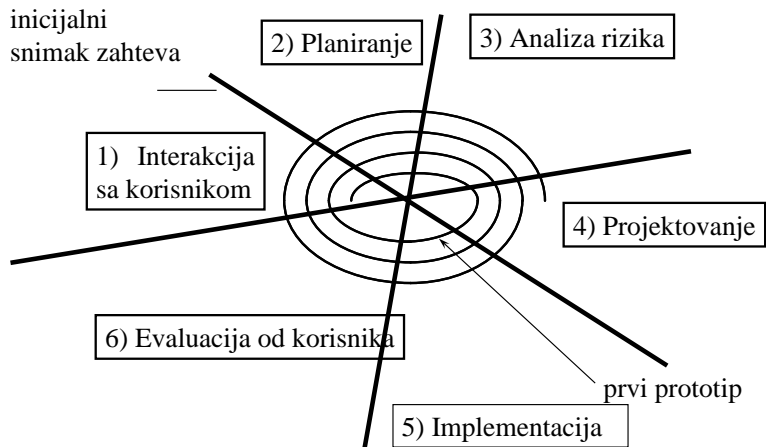 inicijalni
snimak zahteva
2) Planiranje
3) Analiza rizika
1) Interakcija
sa korisnikom
4) Projektovanje
6) Evaluacija od korisnika
prvi prototip
5) Implementacija